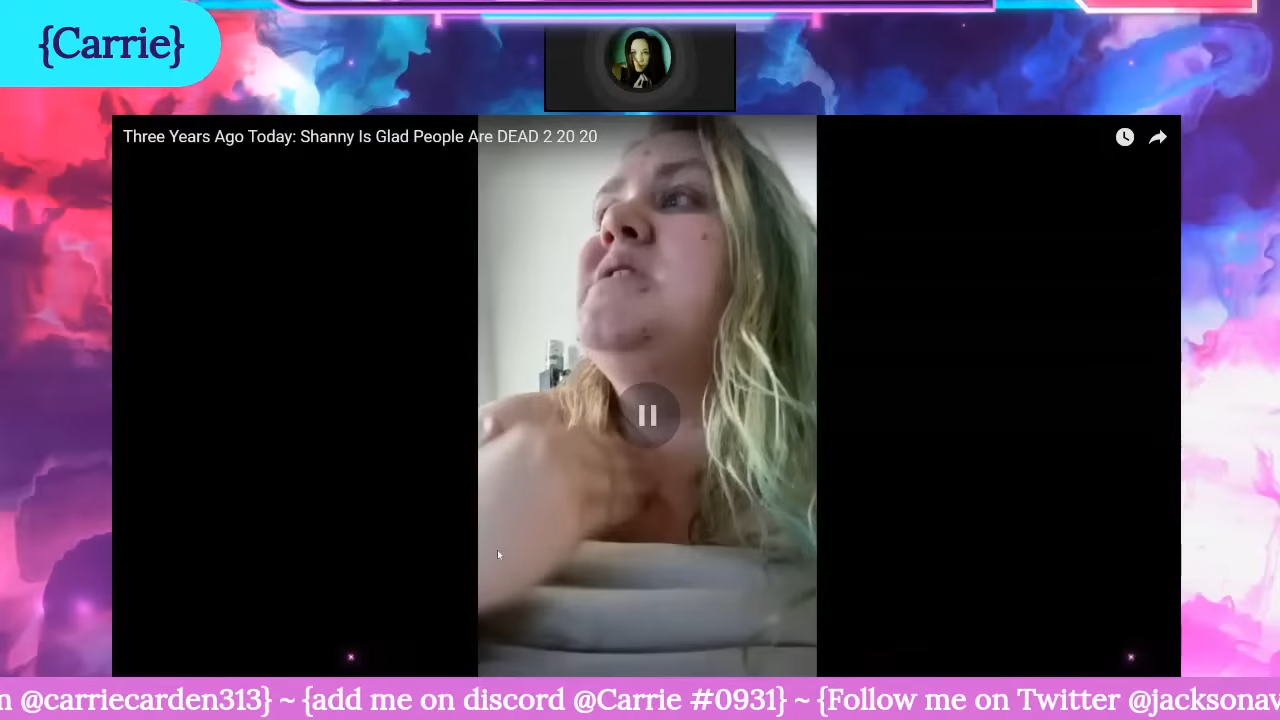 {Carrie}
Three Years Ago Today: Shanny Is Glad People Are DEAD 2 20 20
@carriecarden313} ~ {add me on discord @Carrie #0931} ~ {Follow me on Twitter @jacksonav